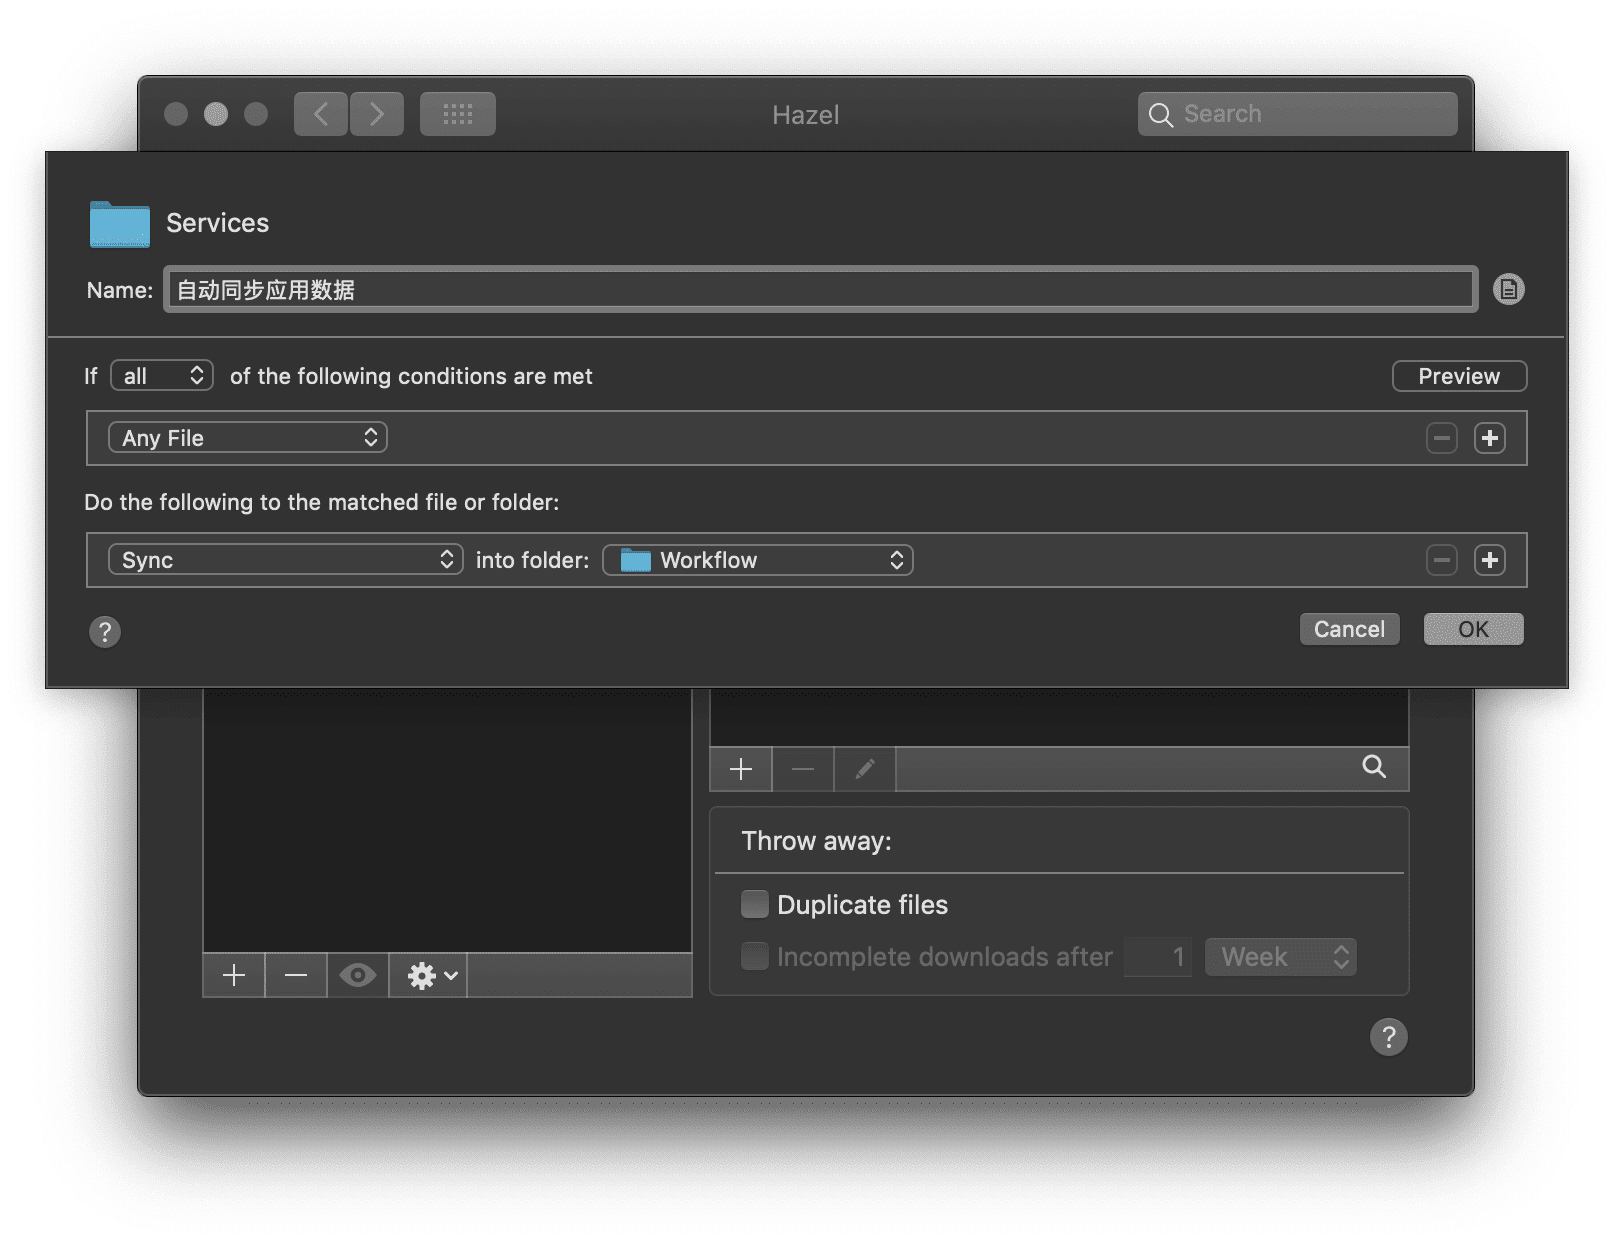 Hazel
Search
Services
Name: 自动同步应用数据
If all of the following conditions are met
Preview
Any File
Do the following to the matched file or folder:
Sync into folder: Workflow
?
Cancel
OK
Throw away:
Duplicate files
Incomplete downloads after 1 Week
?